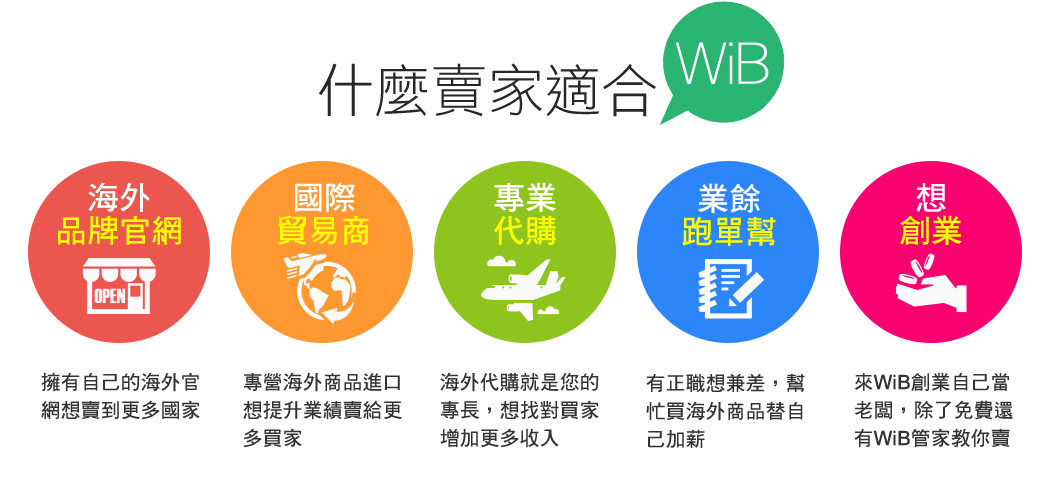 什麼賣家適合 WiB
海外
品牌官網
OPEN
擁有自己的海外官
網想賣到更多國家
國際
貿易商
專營海外商品進口
想提升業績賣給更
多買家
專業
代購
海外代購就是您的
專長，想找對買家
增加更多收入
業餘
跑單幫
有正職想兼差，幫
忙買海外商品替自
己加薪
想
創業
來WiB創業自己當
老闆，除了免費還
有WiB管家教你賣